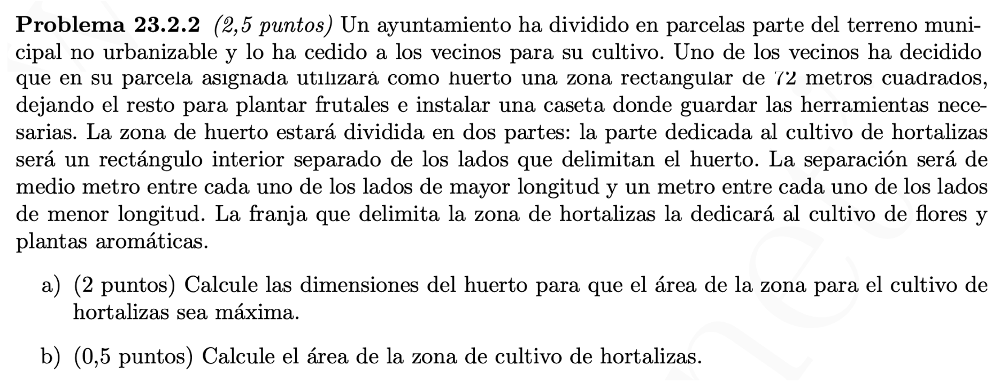 Problema 23.2.2 (2,5 puntos) Un ayuntamiento ha dividido en parcelas parte del terreno muni-
cipal no urbanizable y lo ha cedido a los vecinos para su cultivo. Uno de los vecinos ha decidido
que en su parcela asignada utilizará como huerto una zona rectangular de 72 metros cuadrados,
dejando el resto para plantar frutales e instalar una caseta donde guardar las herramientas nece-
sarias. La zona de huerto estará dividida en dos partes: la parte dedicada al cultivo de hortalizas
será un rectángulo interior separado de los lados que delimitan el huerto. La separación será de
medio metro entre cada uno de los lados de mayor longitud y un metro entre cada uno de los lados
de menor longitud. La franja que delimita la zona de hortalizas la dedicará al cultivo de flores y
plantas aromáticas.
a) (2 puntos) Calcule las dimensiones del huerto para que el área de la zona para el cultivo de
hortalizas sea máxima.
b) (0,5 puntos) Calcule el área de la zona de cultivo de hortalizas.